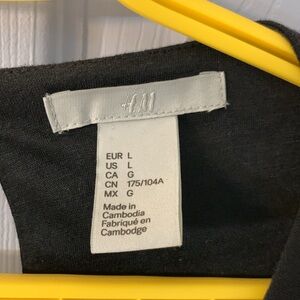 H&M
EUR L
US L
CA G
CN 175/104A
MX G
Made in
Cambodia
Fabriqué en
Cambodge